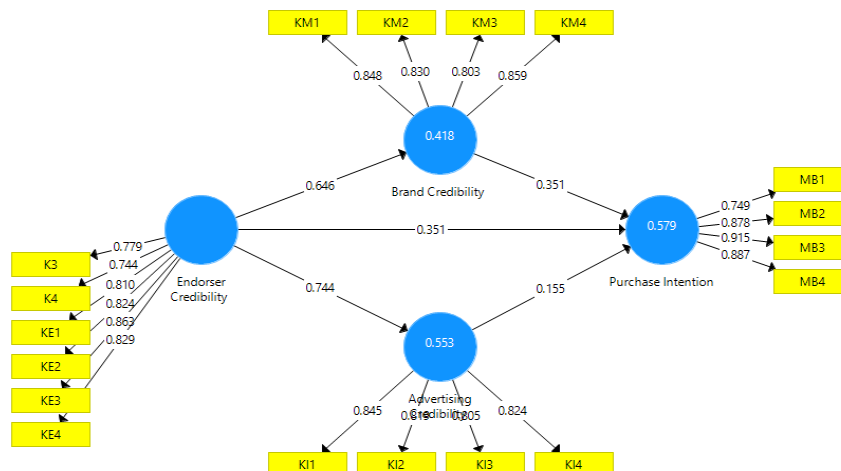 KM1 KM2 KM3 KM4
0.848 0.830 0.803 0.859
0.418
Brand Credibility
0.646
0.351
0.351
Endorser
Credibility
0.779
0.744
0.810
0.824
0.863
0.829
K3
K4
KE1
KE2
KE3
KE4
0.744
0.155
0.579
Purchase Intention
0.749
0.878
0.915
0.887
MB1
MB2
MB3
MB4
0.553
Advertising
Credibility
0.845 0.805 0.824
KI1 KI2 KI3 KI4